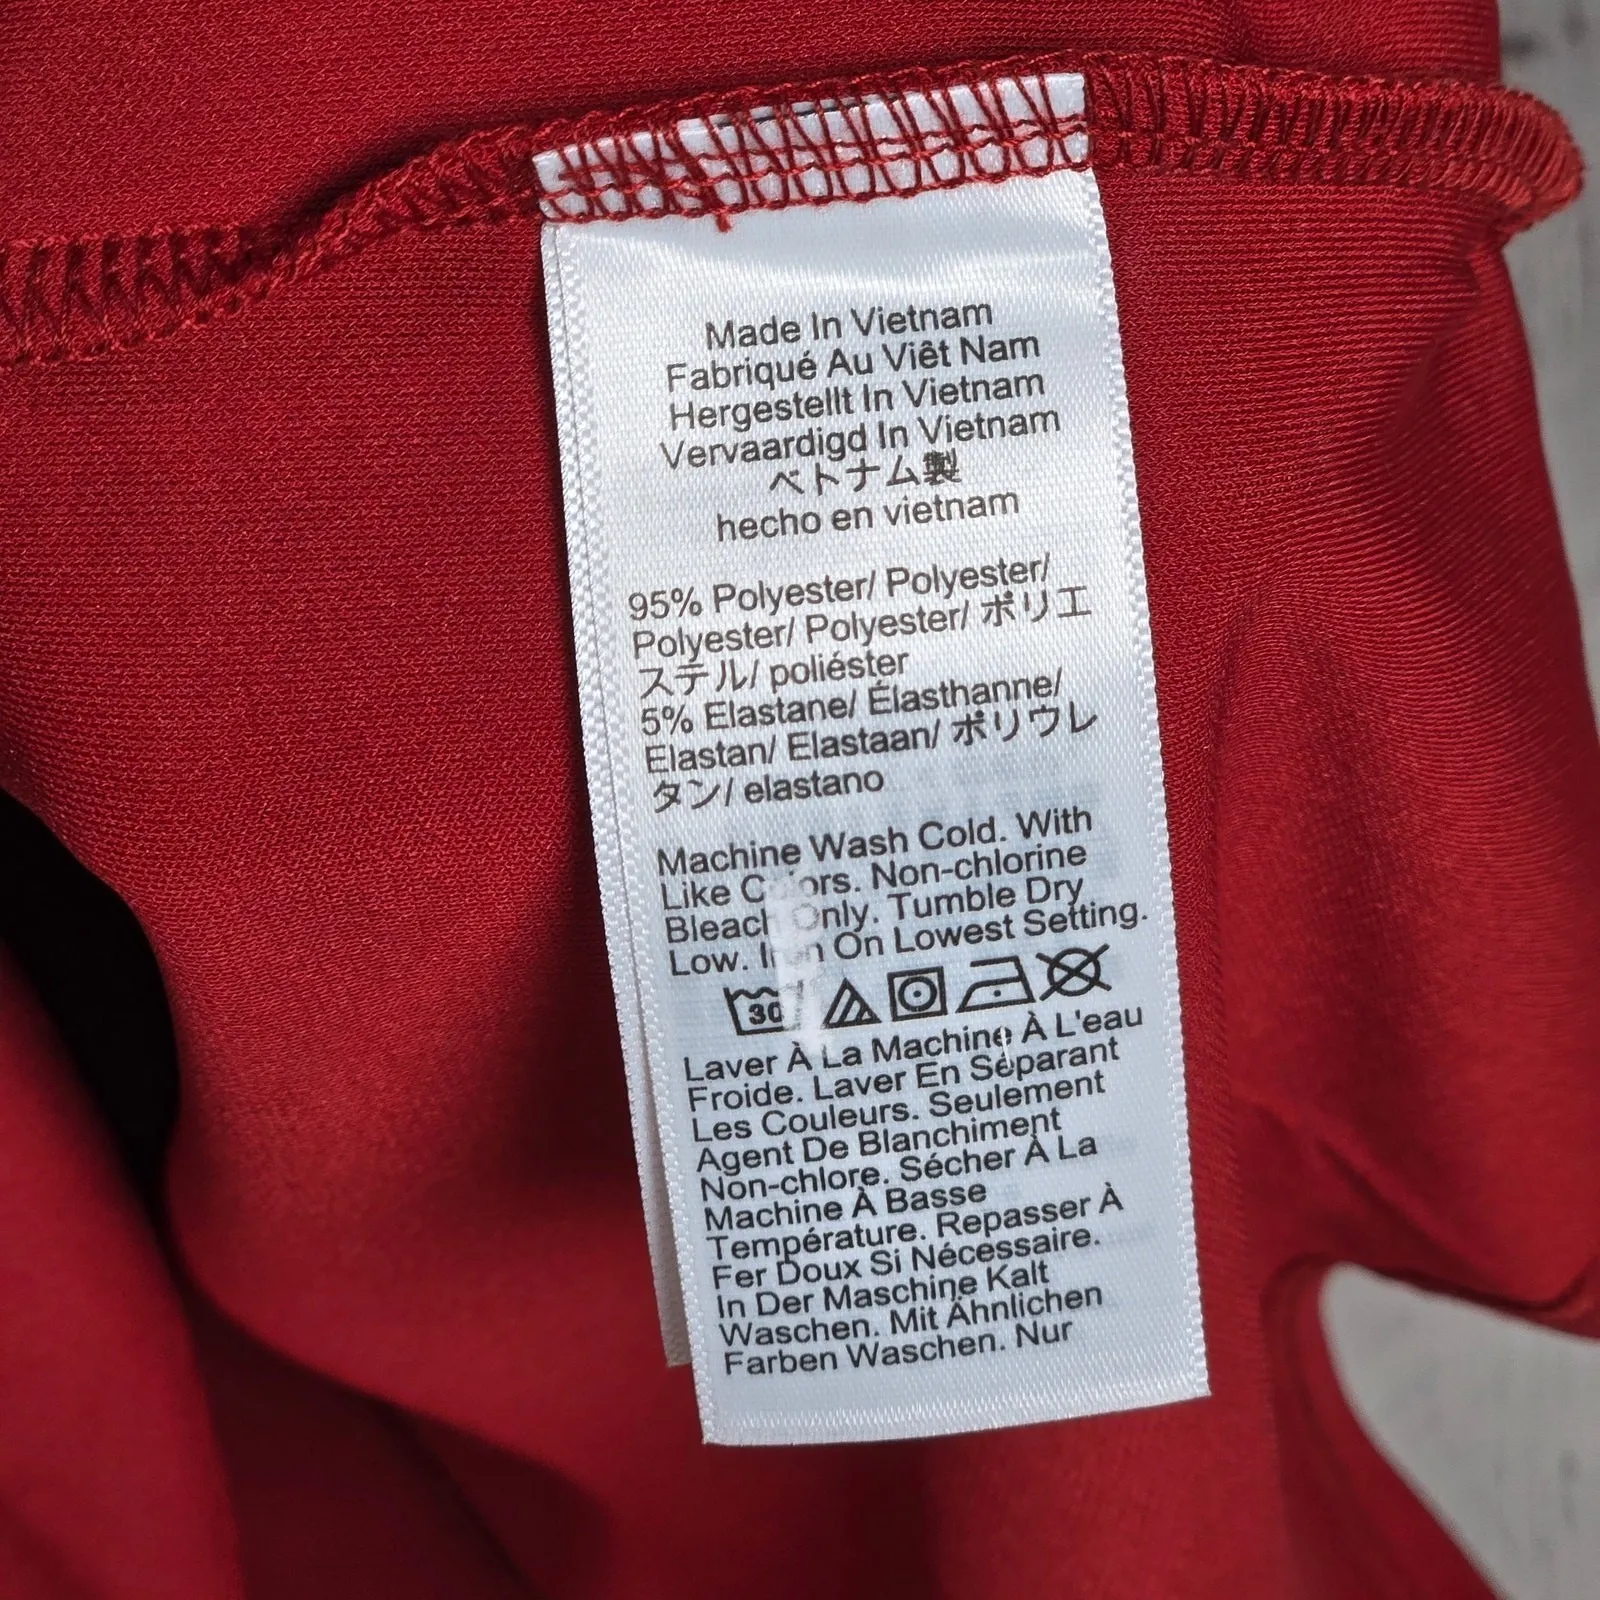 Made In Vietnam
Fabriqué Au Viêt Nam
Hergestellt In Vietnam
Vervaardigd In Vietnam
ベトナム製
hecho en vietnam
95% Polyester/ Polyester/
Polyester/ Polyester/ ポリエ
ステル/ poliéster
5% Elastane/ Élasthanne/
Elastan/ Elastaan/ ポリウレ
タン/ elastano
Machine Wash Cold. With
Like Colors. Non-chlorine
Bleach Only. Tumble Dry
Low. Iron On Lowest Setting.
30
Laver À La Machine À L'eau
Froide. Laver En Séparant
Les Couleurs. Seulement
Agent De Blanchiment
Non-chlore. Sécher À La
Machine À Basse
Température. Repasser À
Fer Doux Si Nécessaire.
In Der Maschine Kalt
Waschen. Mit Ähnlichen
Farben Waschen. Nur